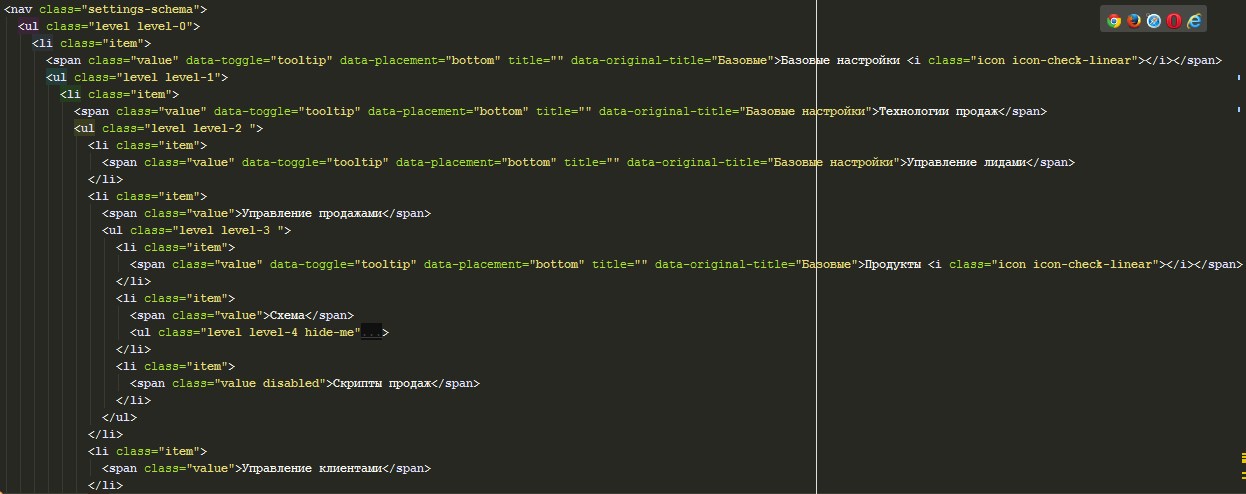 <nav class="settings-schema">
<ul class="level level-0">
<li class="item">
<span class="value" data-toggle="tooltip" data-placement="bottom" title="" data-original-title="Базовые">Базовые настройки <i class="icon icon-check-linear"></i></span>
<ul class="level level-1">
<li class="item">
<span class="value" data-toggle="tooltip" data-placement="bottom" title="" data-original-title="Базовые настройки">Технологии продаж</span>
<ul class="level level-2 ">
<li class="item">
<span class="value" data-toggle="tooltip" data-placement="bottom" title="" data-original-title="Базовые настройки">Управление лидами</span>
</li>
<li class="item">
<span class="value">Управление продажами</span>
<ul class="level level-3 ">
<li class="item">
<span class="value" data-toggle="tooltip" data-placement="bottom" title="" data-original-title="Базовые">Продукты <i class="icon icon-check-linear"></i></span>
</li>
<li class="item">
<span class="value">Схема</span>
<ul class="level level-4 hide-me"...>
</li>
<li class="item">
<span class="value disabled">Скрипты продаж</span>
</li>
</ul>
</li>
<li class="item">
<span class="value">Управление клиентами</span>
</li>